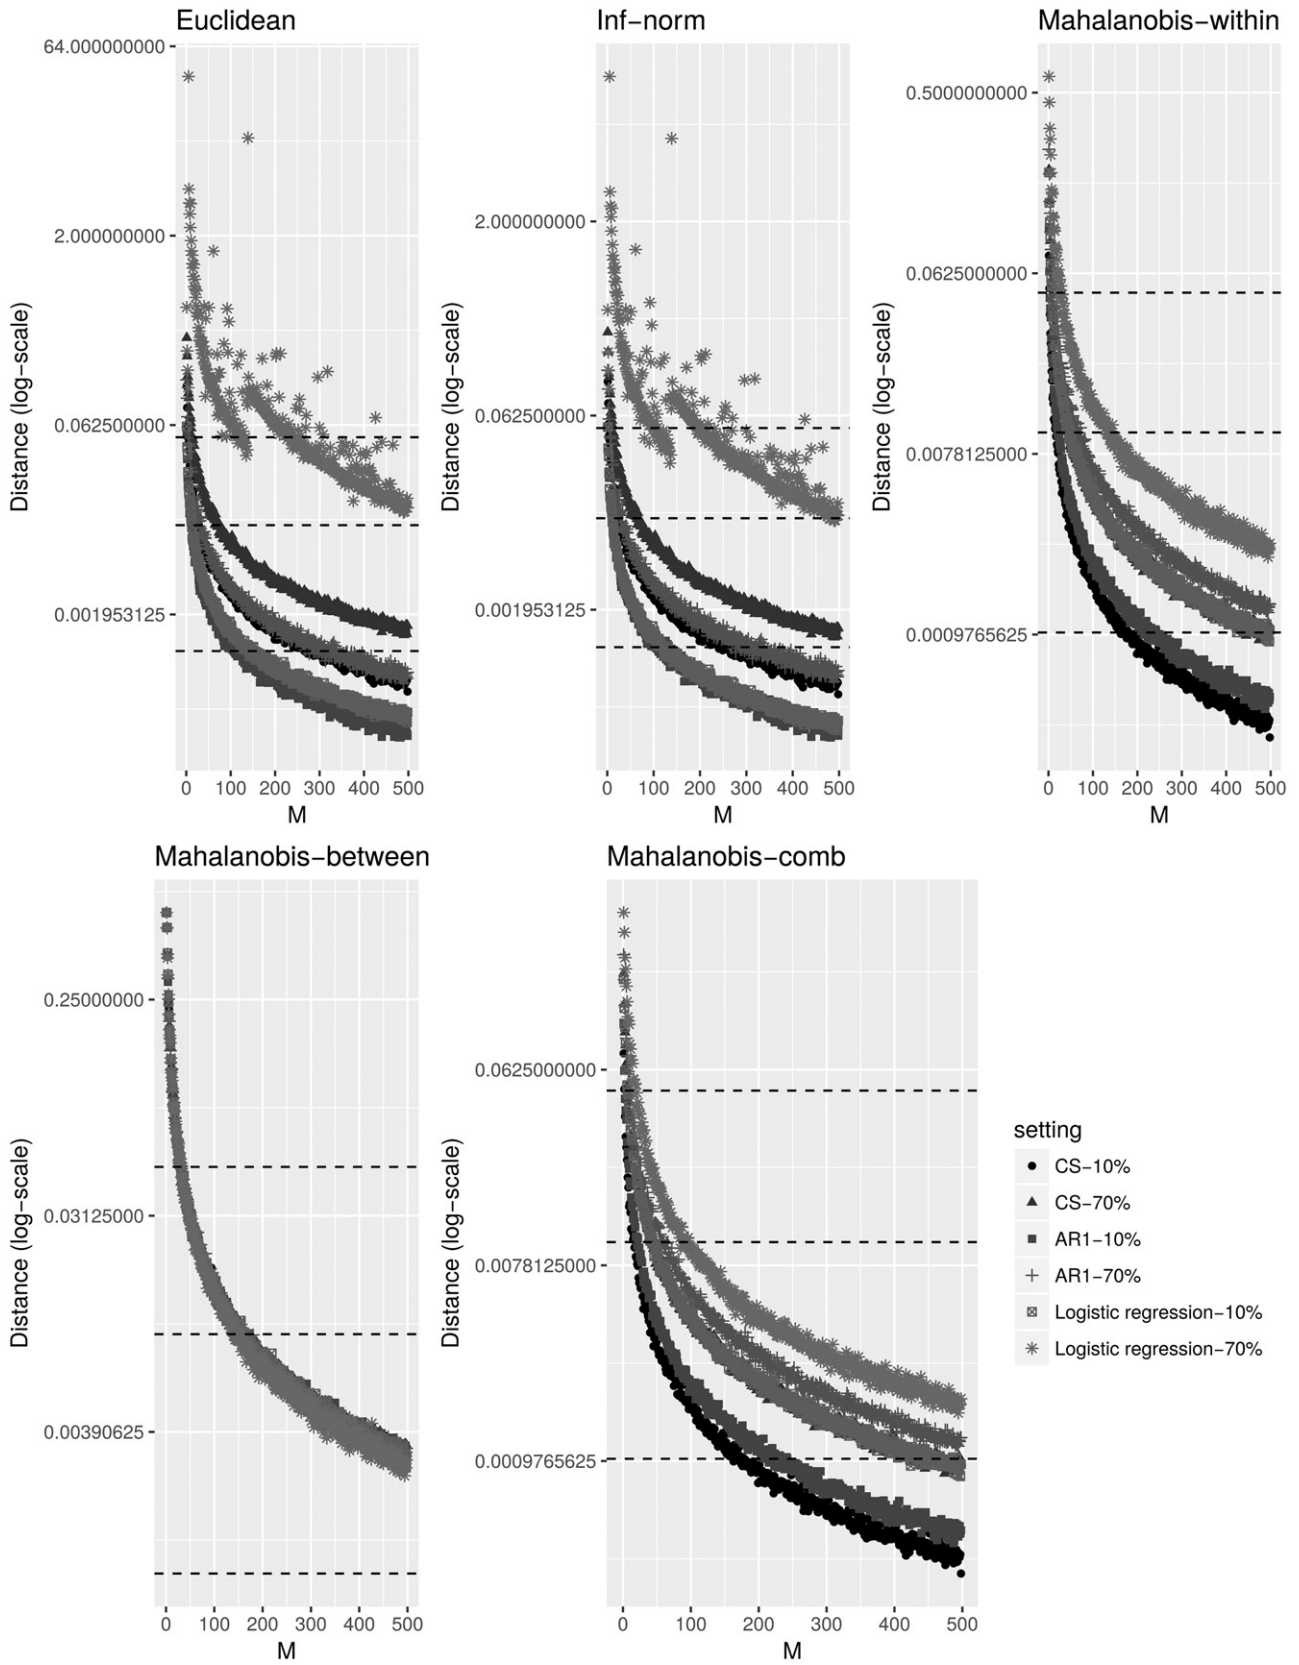 Euclidean
Inf−norm
Mahalanobis−within
64.000000000
2.000000000
0.062500000
0.001953125
Distance (log−scale)
0 100 200 300 400 500
M
2.000000000
0.062500000
0.001953125
Distance (log−scale)
0 100 200 300 400 500
M
0.5000000000
0.0625000000
0.0078125000
0.0009765625
Distance (log−scale)
0 100 200 300 400 500
M
Mahalanobis−between
Mahalanobis−comb
0.25000000
0.03125000
0.00390625
Distance (log−scale)
0 100 200 300 400 500
M
0.0625000000
0.0078125000
0.0009765625
Distance (log−scale)
0 100 200 300 400 500
M
setting
CS−10%
CS−70%
AR1−10%
AR1−70%
Logistic regression−10%
Logistic regression−70%